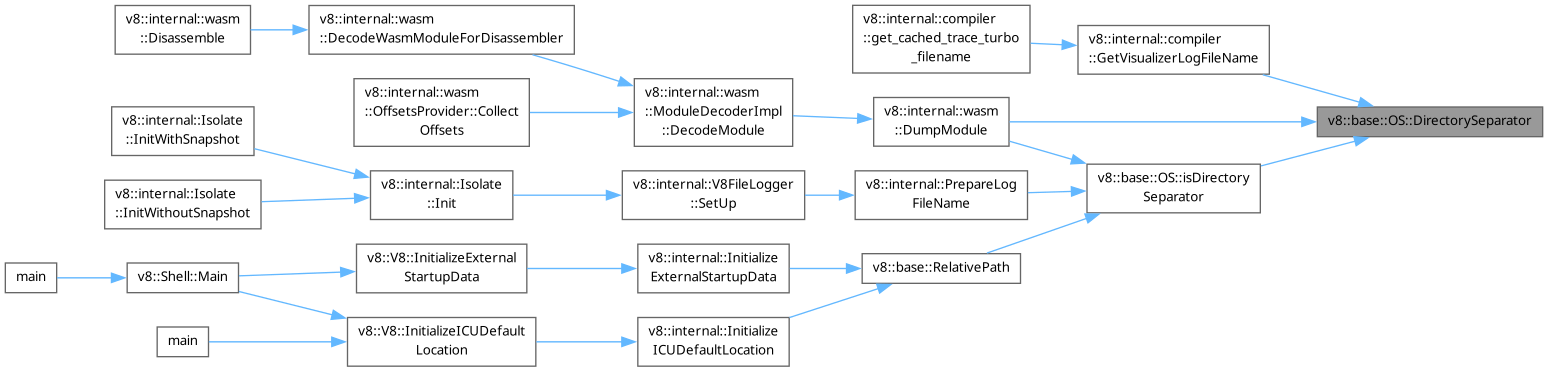 v8::internal::wasm
::Disassemble
v8::internal::wasm
::DecodeWasmModuleForDisassembler
v8::internal::compiler
::get_cached_trace_turbo
_filename
v8::internal::compiler
::GetVisualizerLogFileName
v8::internal::wasm
::OffsetsProvider::Collect
Offsets
v8::internal::wasm
::ModuleDecoderImpl
::DecodeModule
v8::internal::wasm
::DumpModule
v8::base::OS::DirectorySeparator
v8::internal::Isolate
::InitWithSnapshot
v8::internal::Isolate
::InitWithoutSnapshot
v8::internal::Isolate
::Init
v8::internal::V8FileLogger
::SetUp
v8::internal::PrepareLog
FileName
v8::base::OS::isDirectory
Separator
main
v8::Shell::Main
v8::V8::InitializeExternal
StartupData
v8::internal::Initialize
ExternalStartupData
v8::base::RelativePath
main
v8::V8::InitializeICUDefault
Location
v8::internal::Initialize
ICUDefaultLocation